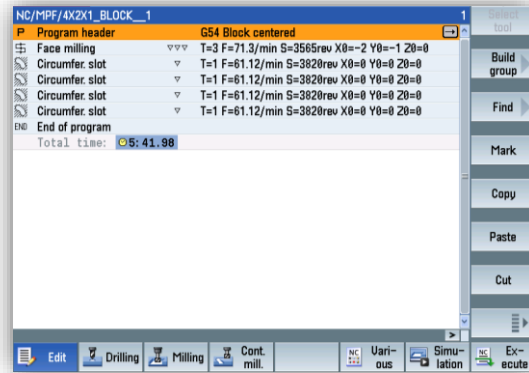 NC/MPF/4X2X1_BLOCK__1 1
P Program header G54 Block centered
Face milling ▽▽▽ T=3 F=71.3/min S=3565rev X0=-2 Y0=-1 Z0=0
Circumfer. slot ▽ T=1 F=61.12/min S=3820rev X0=0 Y0=0 Z0=0
Circumfer. slot ▽ T=1 F=61.12/min S=3820rev X0=0 Y0=0 Z0=0
Circumfer. slot ▽ T=1 F=61.12/min S=3820rev X0=0 Y0=0 Z0=0
Circumfer. slot ▽ T=1 F=61.12/min S=3820rev X0=0 Y0=0 Z0=0
END End of program
Total time: 5:41.98
Select
tool
Build
group
Find
Mark
Copy
Paste
Cut
Edit
Drilling
Milling
Cont.
mill.
NC
Vari-
ous
Simu-
lation
NC
Ex-
ecute